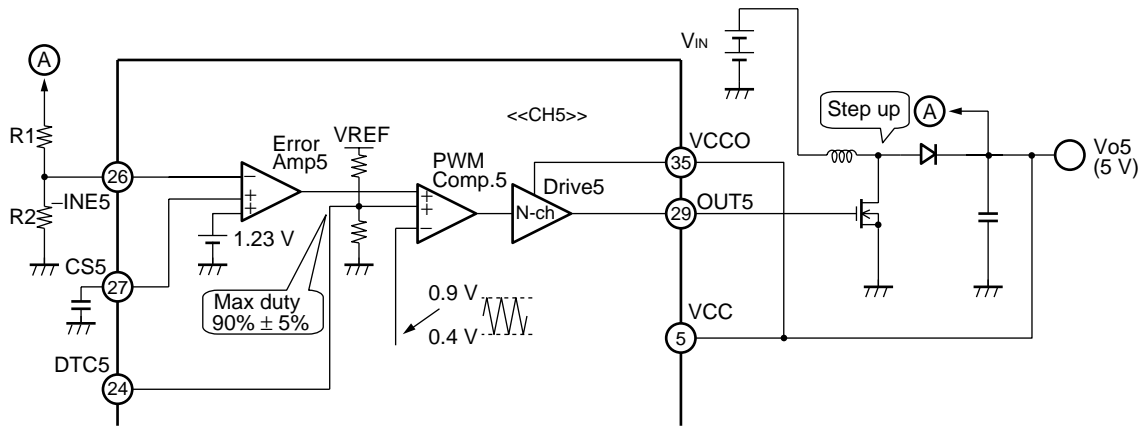 VIN
A
<<CH5>>
Step up
A
R1
Error
Amp5
VREF
PWM
Comp.5
VCCO
35
Vo5
(5 V)
26
−INE5
−
+
+
+
+
−
Drive5
N-ch
29
OUT5
R2
1.23 V
CS5
27
Max duty
90% ± 5%
0.9 V
0.4 V
VCC
5
DTC5
24